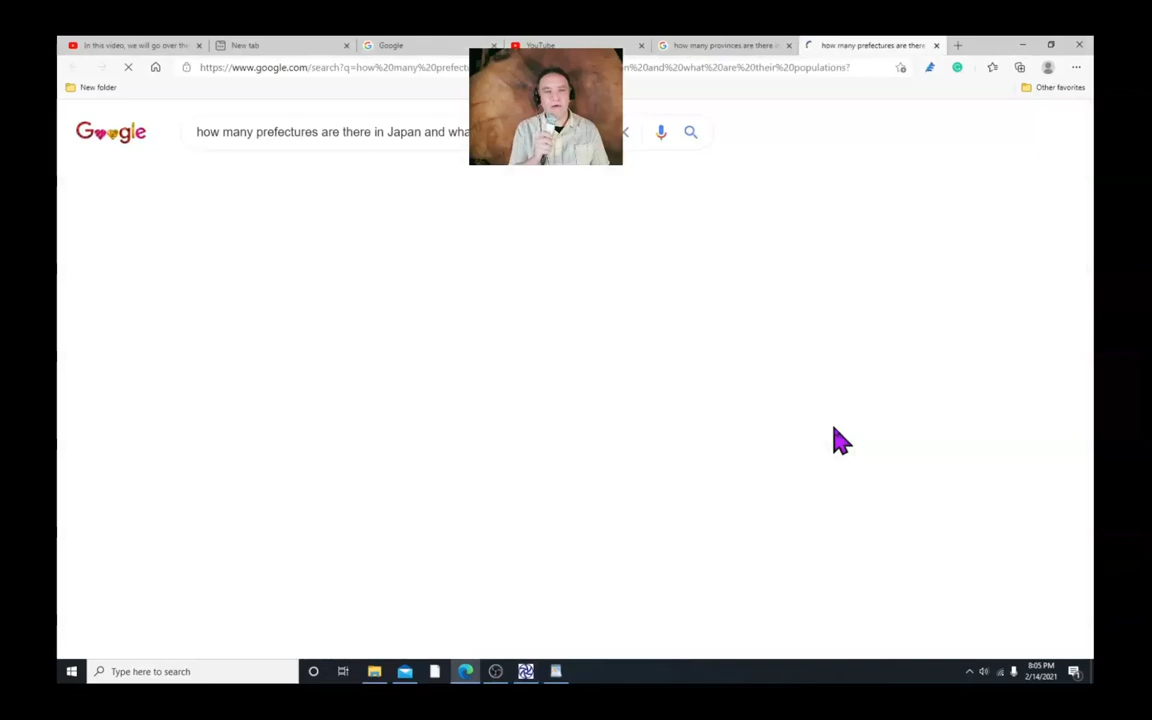 In this video, we will go over the
New tab
Google
YouTube
how many provinces are there i
how many prefectures are there
https://www.google.com/search?q=how%20many%20prefect
n%20and%20what%20are%20their%20populations?
New folder
Other favorites
Google
how many prefectures are there in Japan and wha
Type here to search
8:05 PM
2/14/2021